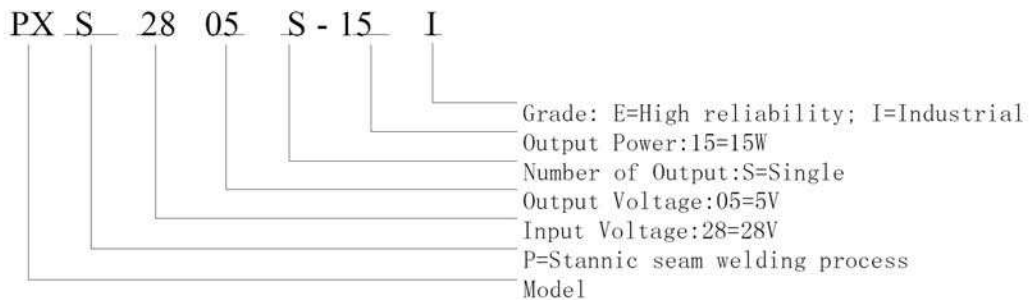 PX S 28 05 S - 15 I
Grade: E=High reliability; I=Industrial
Output Power:15=15W
Number of Output:S=Single
Output Voltage:05=5V
Input Voltage:28=28V
P=Stannic seam welding process
Model